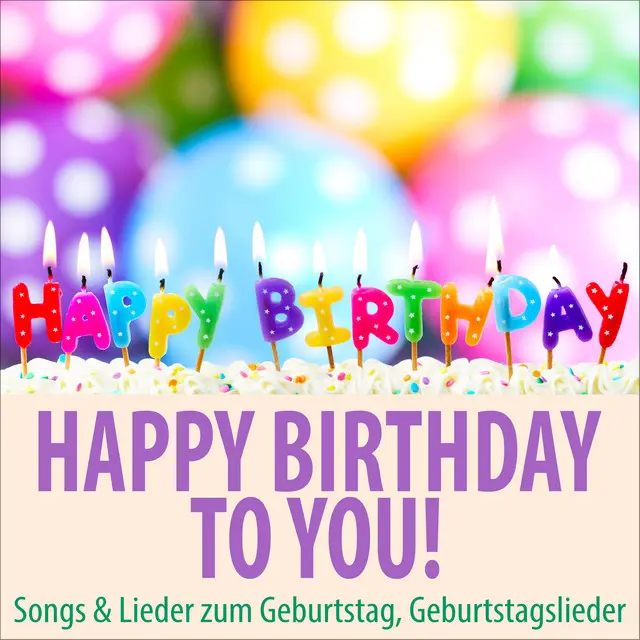 HAPPY BIRTHDAY
HAPPY BIRTHDAY
TO YOU!
Songs & Lieder zum Geburtstag, Geburtstagslieder